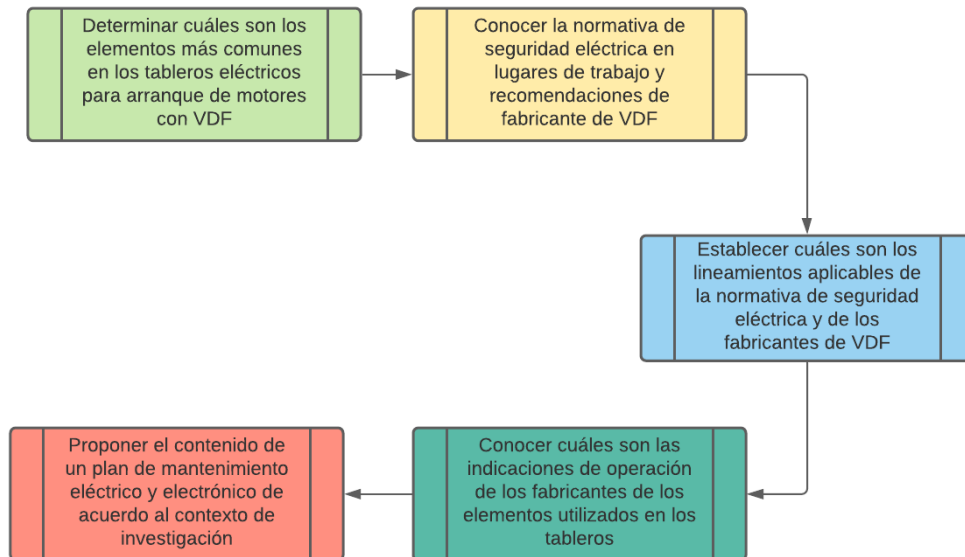 Determinar cuáles son los
elementos más comunes
en los tableros eléctricos
para arranque de motores
con VDF
Conocer la normativa de
seguridad eléctrica en
lugares de trabajo y
recomendaciones de
fabricante de VDF
Establecer cuáles son los
lineamientos aplicables de
la normativa de seguridad
eléctrica y de los
fabricantes de VDF
Conocer cuáles son las
indicaciones de operación
de los fabricantes de los
elementos utilizados en los
tableros
Proponer el contenido de
un plan de mantenimiento
eléctrico y electrónico de
acuerdo al contexto de
investigación